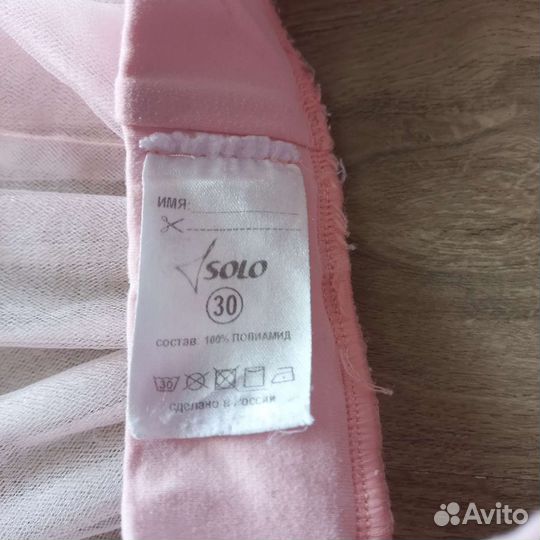 ИМЯ:
SOLO
30
состав: 100% ПОЛИАМИД
30
сделано в России
Avito